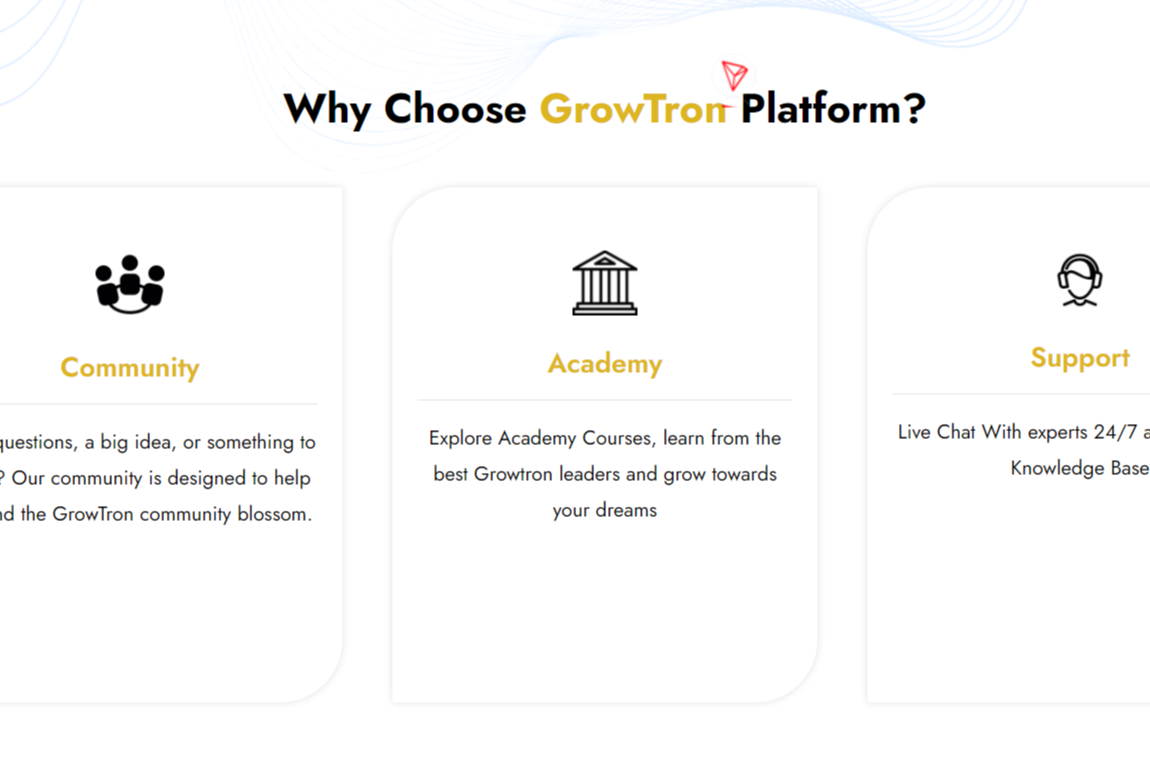 Why Choose GrowTron Platform?
Community
questions, a big idea, or something to
? Our community is designed to help
the GrowTron community blossom.
Academy
Explore Academy Courses, learn from the
best Growtron leaders and grow towards
your dreams
Support
Live Chat With experts 24/7
Knowledge Base